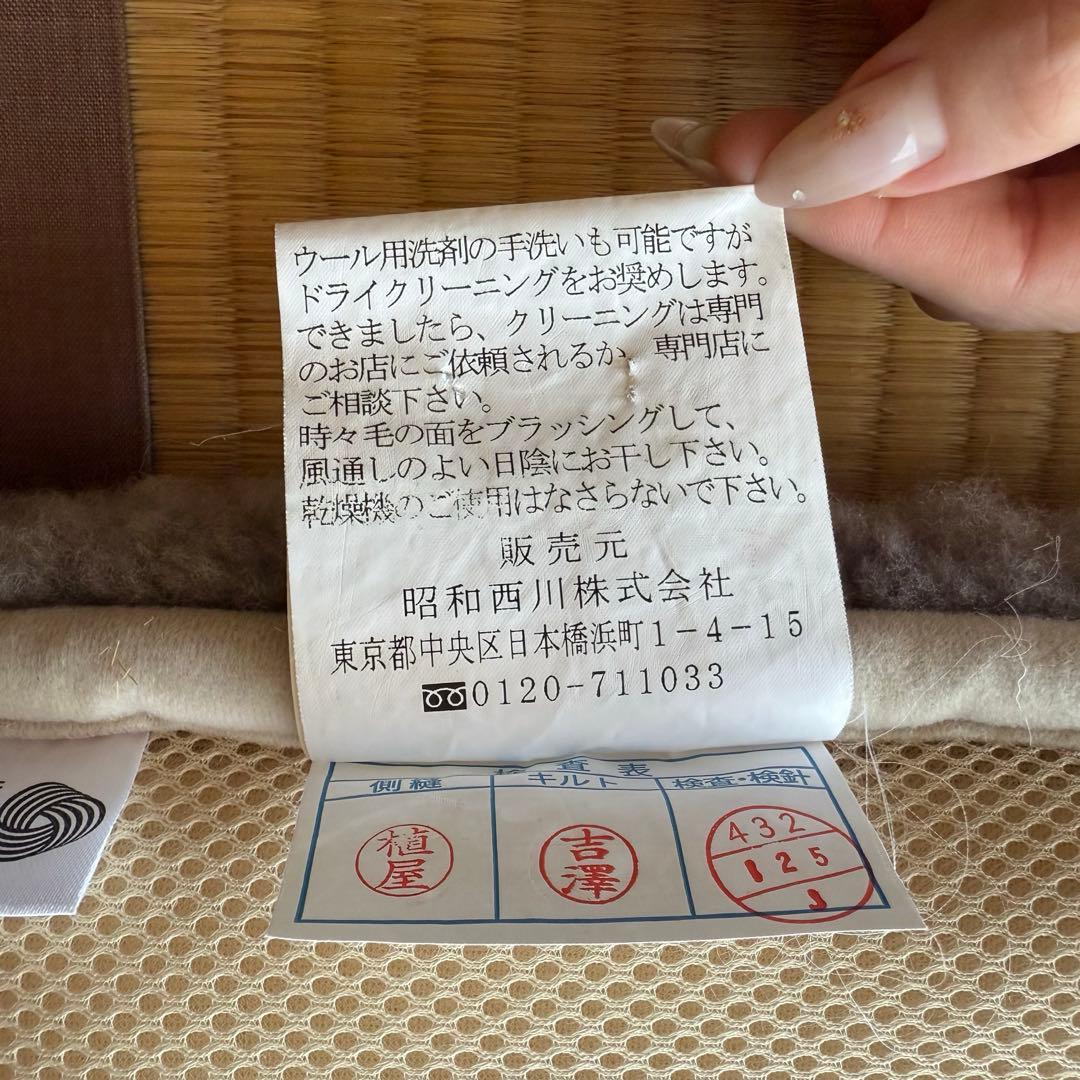 ウール用洗剤の手洗いも可能ですが
ドライクリーニングをお奨めします。
できましたら、クリーニングは専門
のお店にご依頼されるか、専門店に
ご相談下さい。
時々毛の面をブラッシングして、
風通しのよい日陰にお干し下さい。
乾燥機のご使用はなさらないで下さい。
販売元
昭和西川株式会社
東京都中央区日本橋浜町1-4-15
0120-711033
検査表
側縫 キルト 検査・検針
植屋 吉澤 432
125